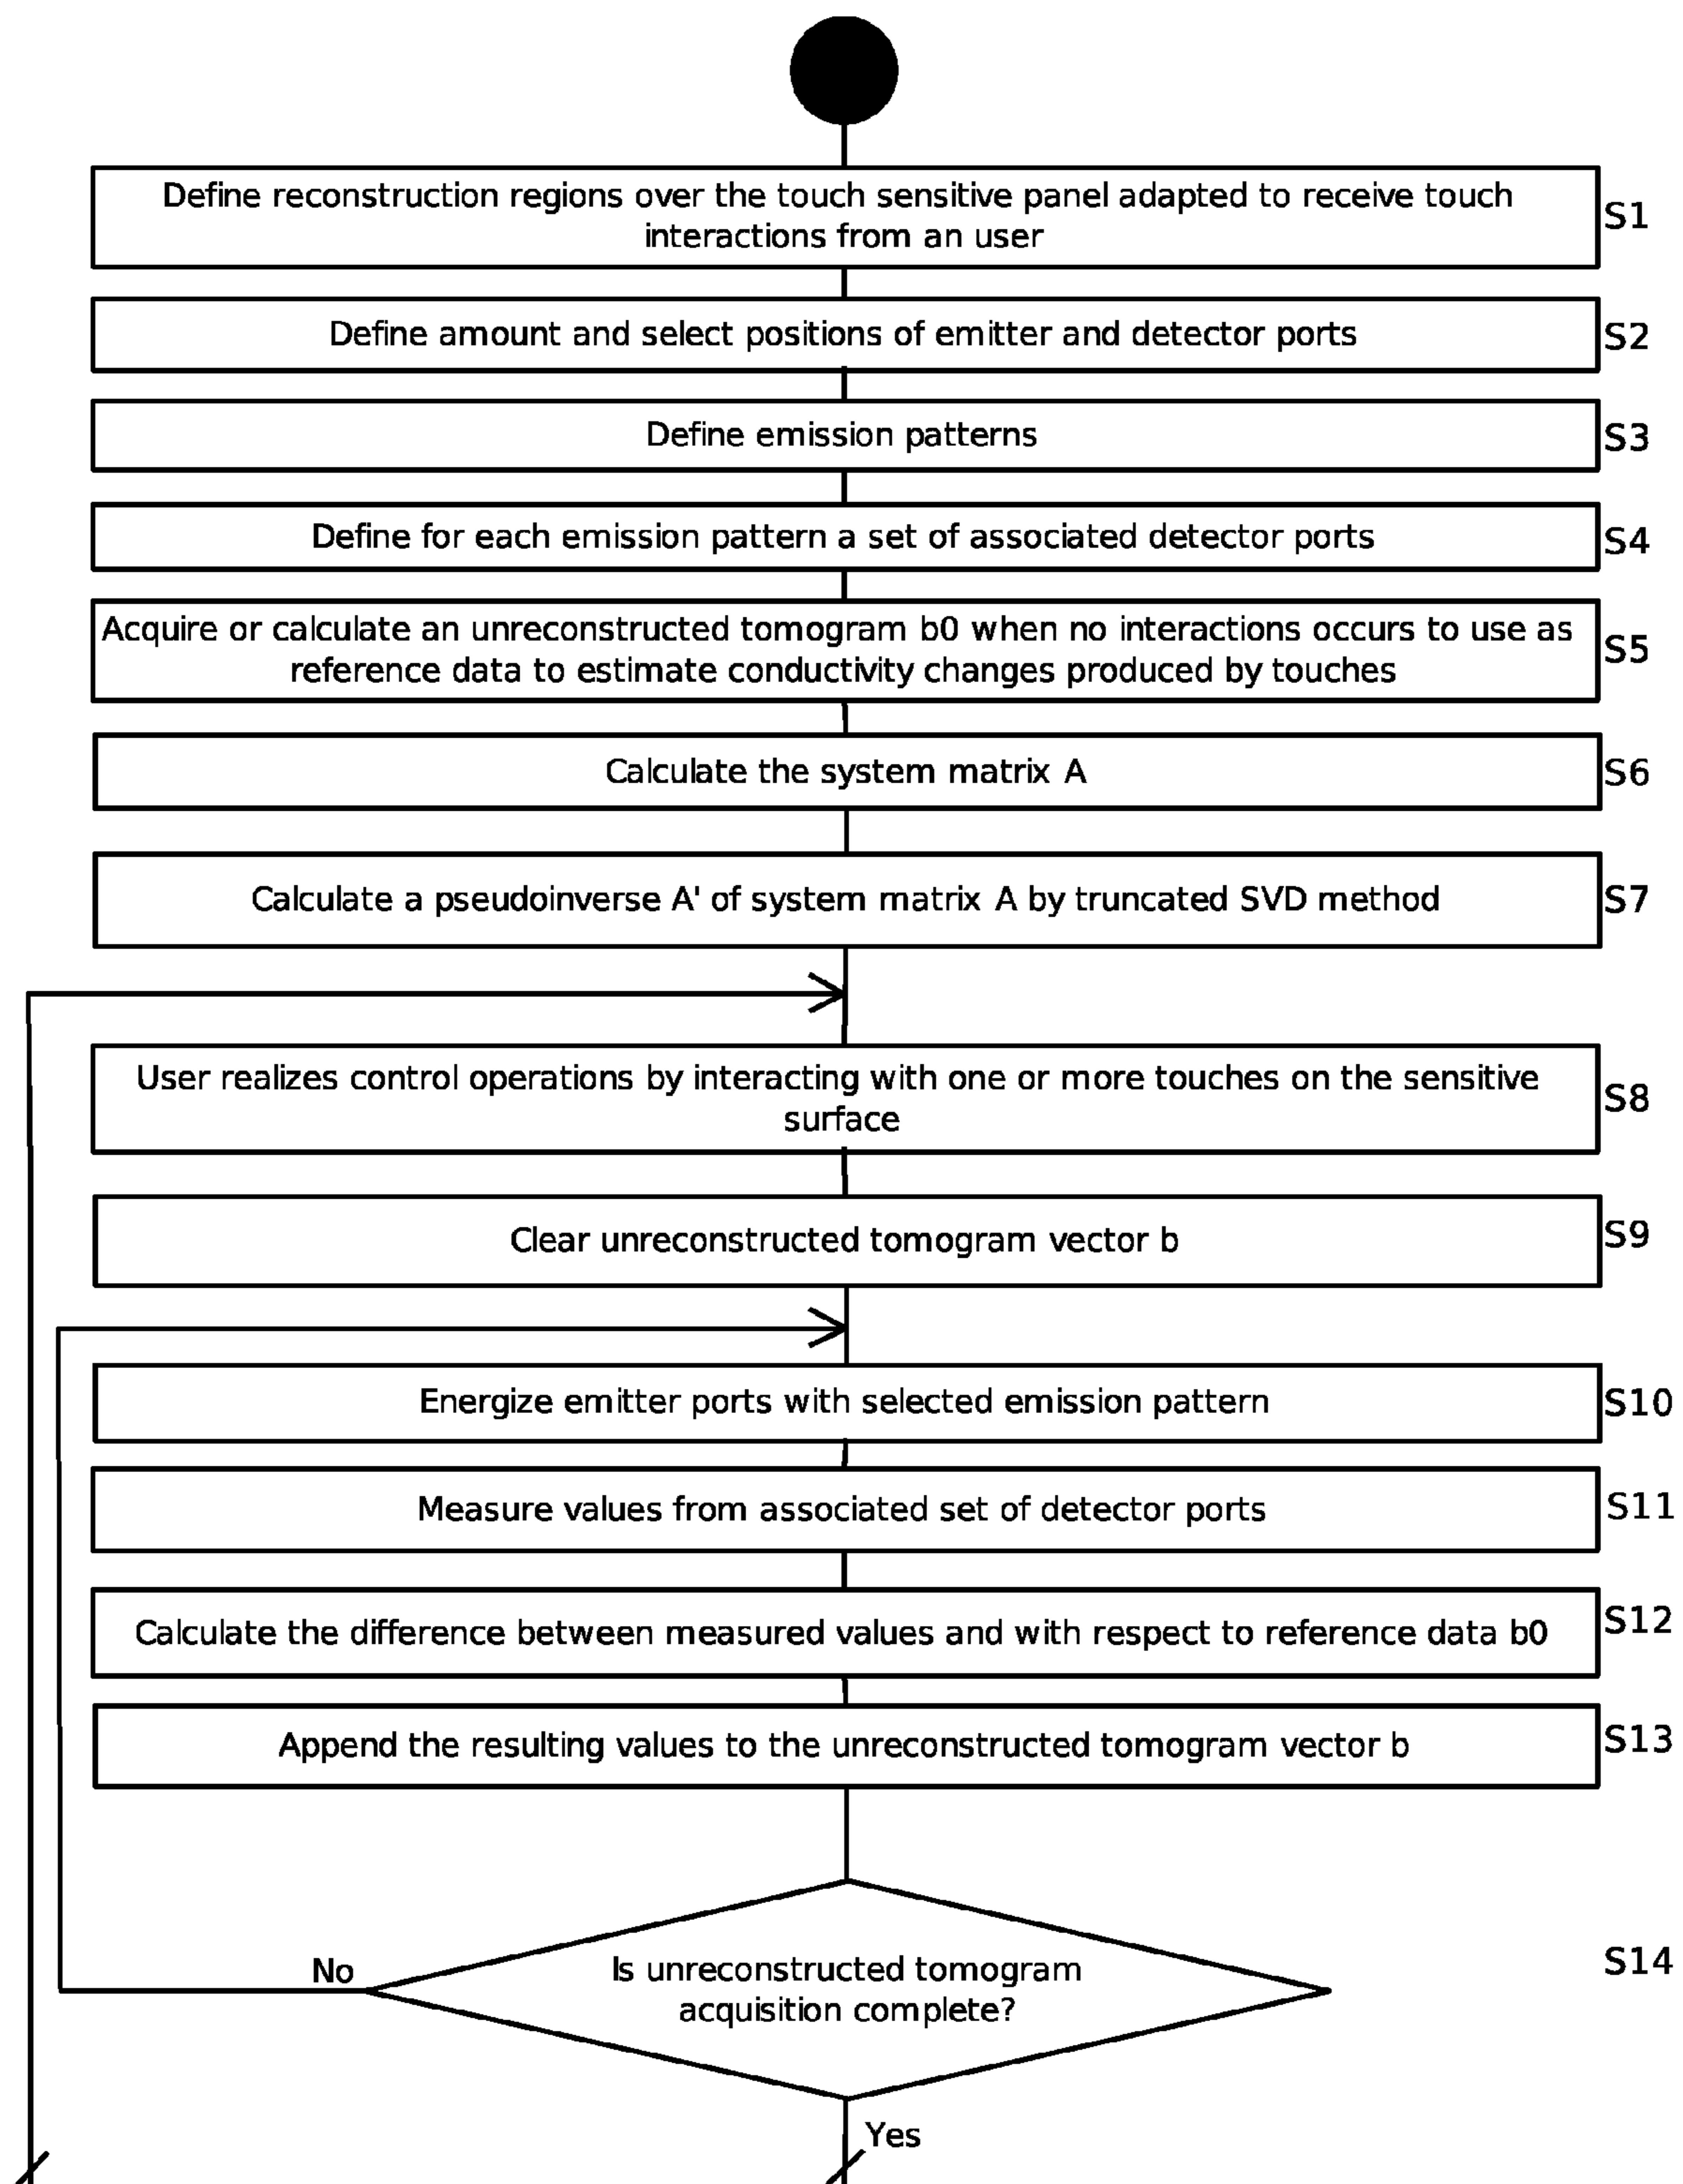 Define reconstruction regions over the touch sensitive panel adapted to receive touch
interactions from an user
S1
Define amount and select positions of emitter and detector ports
S2
Define emission patterns
S3
Define for each emission pattern a set of associated detector ports
S4
Acquire or calculate an unreconstructed tomogram b0 when no interactions occurs to use as
reference data to estimate conductivity changes produced by touches
S5
Calculate the system matrix A
S6
Calculate a pseudoinverse A' of system matrix A by truncated SVD method
S7
User realizes control operations by interacting with one or more touches on the sensitive
surface
S8
Clear unreconstructed tomogram vector b
S9
Energize emitter ports with selected emission pattern
S10
Measure values from associated set of detector ports
S11
Calculate the difference between measured values and with respect to reference data b0
S12
Append the resulting values to the unreconstructed tomogram vector b
S13
No
Is unreconstructed tomogram
acquisition complete?
S14
Yes